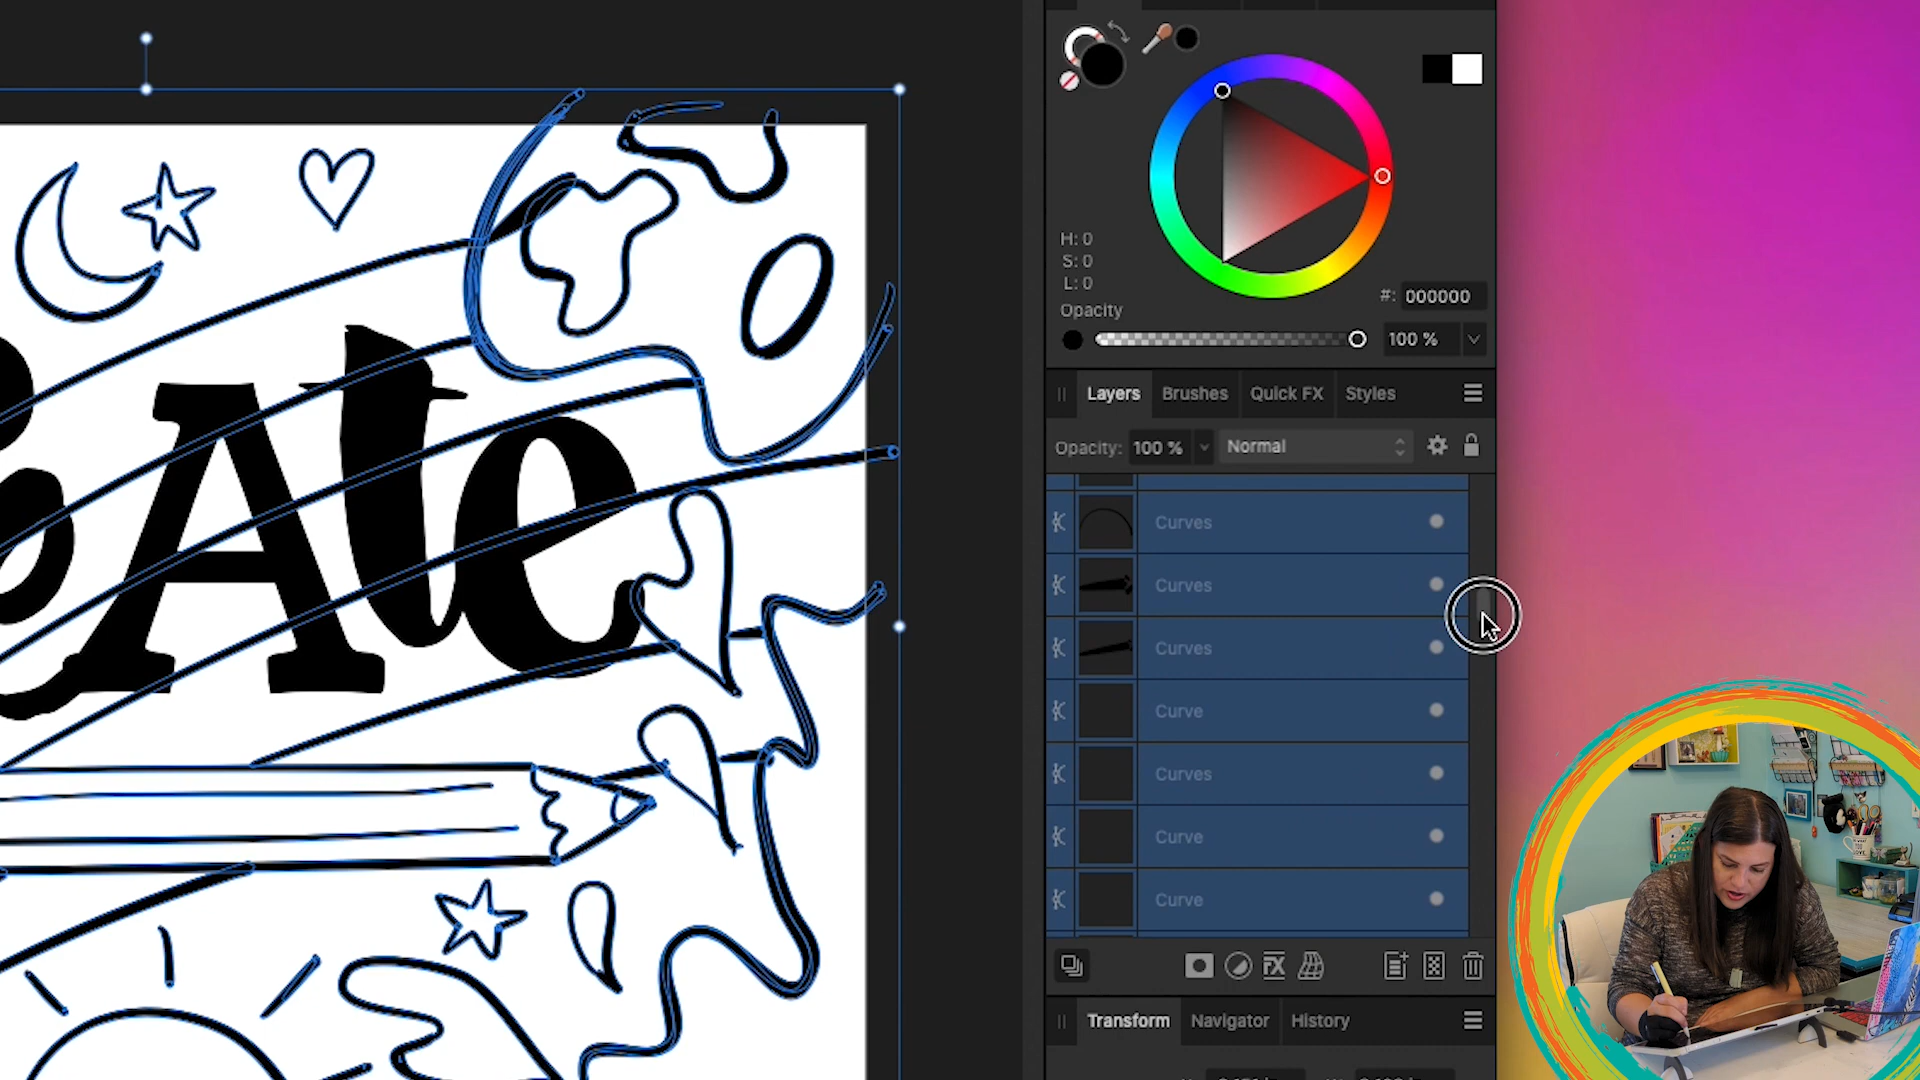 H: 0
S: 0
L: 0
#: 000000
Opacity
100 %
Layers
Brushes
Quick FX
Styles
Opacity: 100 %
Normal
Curves
Curves
Curves
Curve
Curves
Curve
Curve
Transform
Navigator
History
Ate